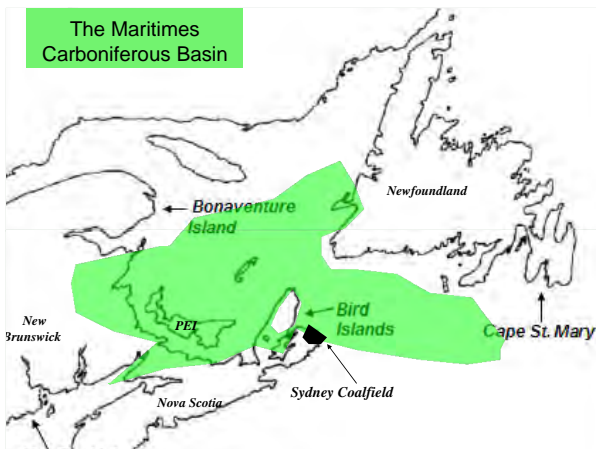 The Maritimes
Carboniferous Basin
Newfoundland
Bonaventure
Island
New
Brunswick
PEI
Bird
Islands
Cape St. Mary
Sydney Coalfield
Nova Scotia